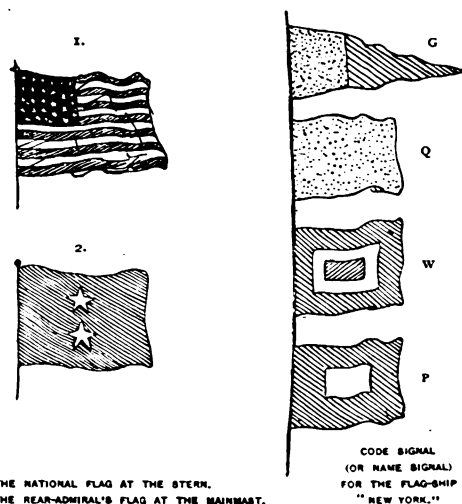 1.
G
Q
2.
W
P
CODE SIGNAL
(OR NAME SIGNAL)
FOR THE FLAG-SHIP
"NEW YORK."
HE NATIONAL FLAG AT THE STERN.
HE REAR-ADMIRAL'S FLAG AT THE MAINMAST.